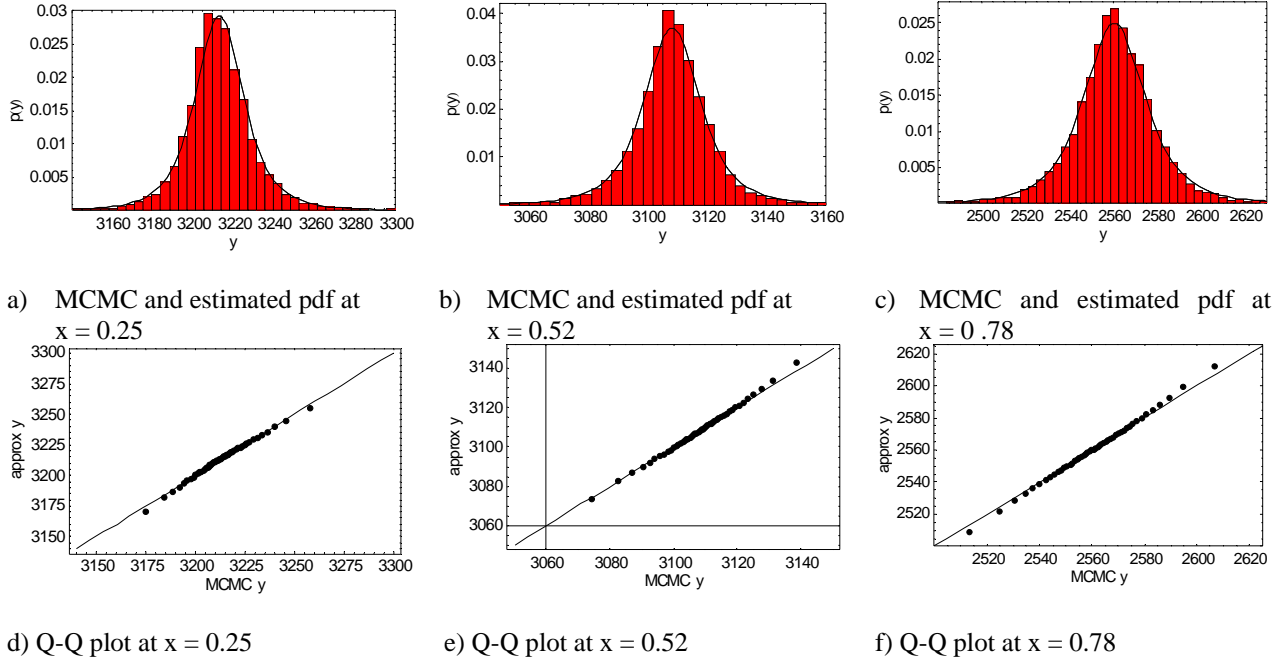 0.03
0.025
0.02
0.015
0.01
0.005
p(y)
3160 3180 3200 3220 3240 3260 3280 3300
y
0.04
0.03
0.02
0.01
p(y)
3060 3080 3100 3120 3140 3160
y
0.025
0.02
0.015
0.01
0.005
p(y)
2500 2520 2540 2560 2580 2600 2620
y
a) MCMC and estimated pdf at
x = 0.25
b) MCMC and estimated pdf at
x = 0.52
c) MCMC and estimated pdf at
x = 0 .78
3300
3275
3250
3225
3200
3175
3150
approx y
3150 3175 3200 3225 3250 3275 3300
MCMC y
3140
3120
3100
3080
3060
approx y
3060 3080 3100 3120 3140
MCMC y
2620
2600
2580
2560
2540
2520
approx y
2520 2540 2560 2580 2600 2620
MCMC y
d) Q-Q plot at x = 0.25
e) Q-Q plot at x = 0.52
f) Q-Q plot at x = 0.78